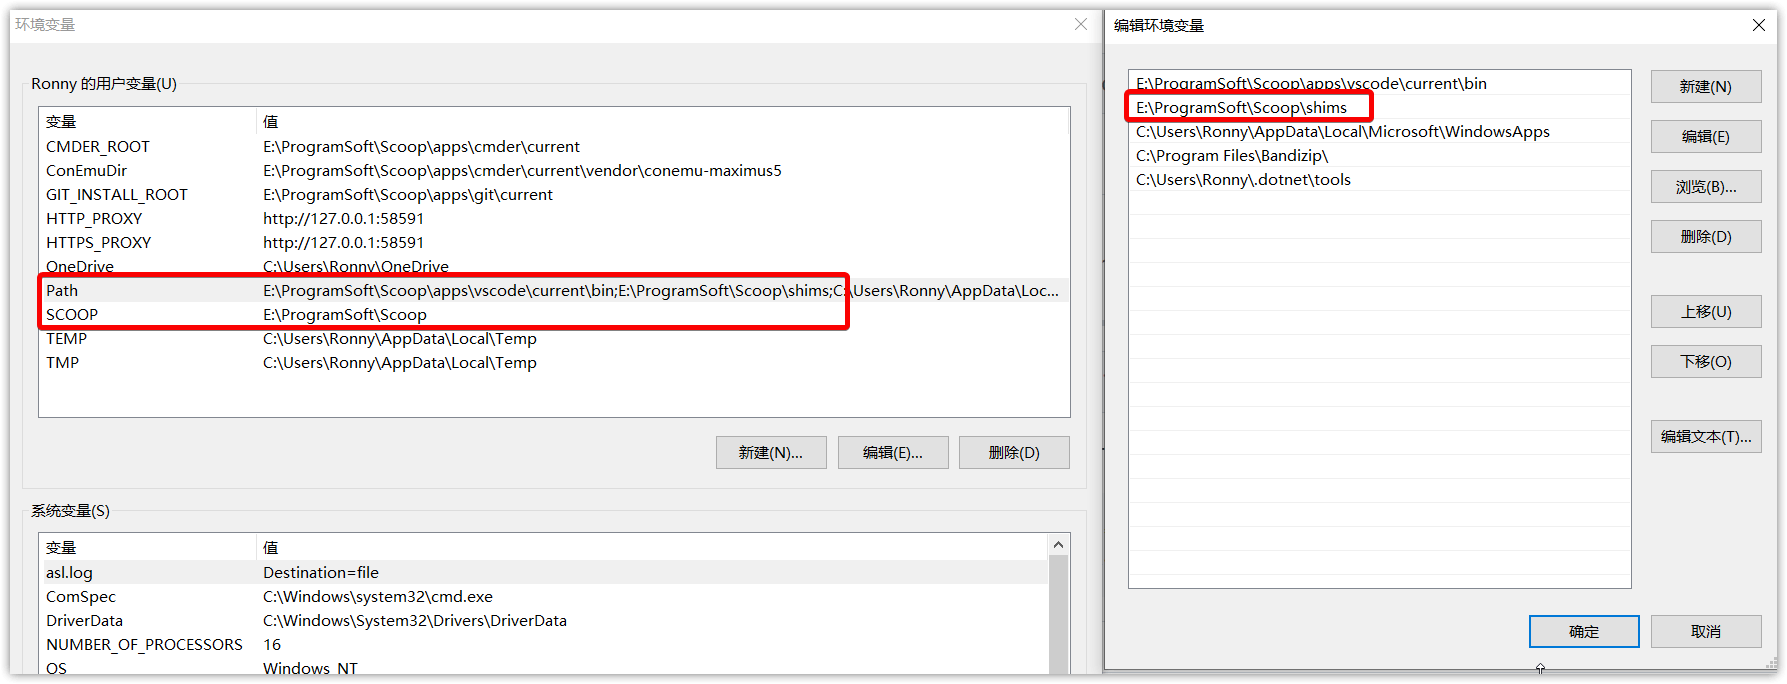 环境变量
Ronny 的用户变量(U)
变量 值
CMDER_ROOT E:\ProgramSoft\Scoop\apps\cmder\current
ConEmuDir E:\ProgramSoft\Scoop\apps\cmder\current\vendor\conemu-maximus5
GIT_INSTALL_ROOT E:\ProgramSoft\Scoop\apps\git\current
HTTP_PROXY http://127.0.0.1:58591
HTTPS_PROXY http://127.0.0.1:58591
OneDrive C:\Users\Ronny\OneDrive
Path E:\ProgramSoft\Scoop\apps\vscode\current\bin;E:\ProgramSoft\Scoop\shims;C:\Users\Ronny\AppData\Loc...
SCOOP E:\ProgramSoft\Scoop
TEMP C:\Users\Ronny\AppData\Local\Temp
TMP C:\Users\Ronny\AppData\Local\Temp
新建(N)... 编辑(E)... 删除(D)
系统变量(S)
变量 值
asl.log Destination=file
ComSpec C:\Windows\system32\cmd.exe
DriverData C:\Windows\System32\Drivers\DriverData
NUMBER_OF_PROCESSORS 16
OS Windows_NT
编辑环境变量
E:\ProgramSoft\Scoop\apps\vscode\current\bin
E:\ProgramSoft\Scoop\shims
C:\Users\Ronny\AppData\Local\Microsoft\WindowsApps
C:\Program Files\Bandizip\
C:\Users\Ronny\.dotnet\tools
新建(N)
编辑(E)
浏览(B)...
删除(D)
上移(U)
下移(O)
编辑文本(T)...
确定 取消